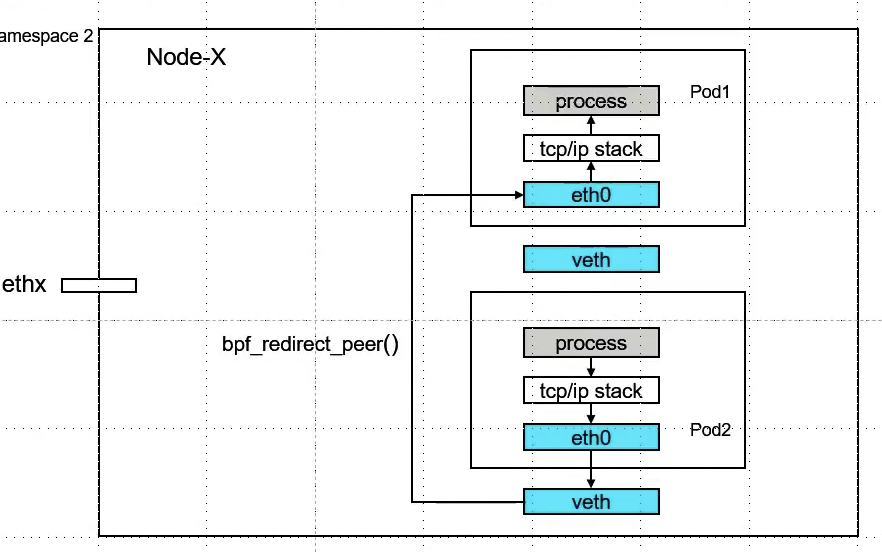 amespace 2
Node-X
Pod1
process
tcp/ip stack
eth0
veth
ethx
bpf_redirect_peer()
process
tcp/ip stack
eth0
Pod2
veth